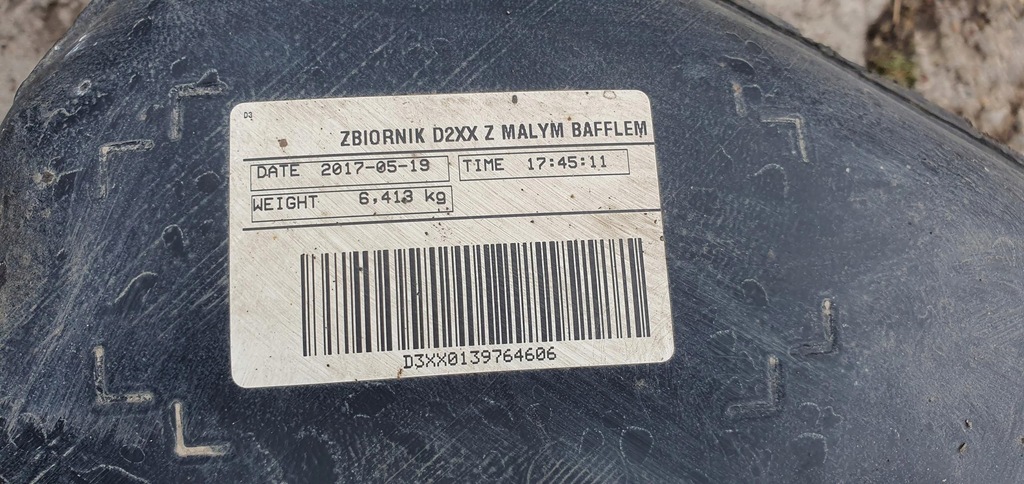 D3
ZBIORNIK D2XX Z MALYM BAFFLEM
DATE 2017-05-19 TIME 17:45:11
WEIGHT 6,413 kg
D3XX0139764606